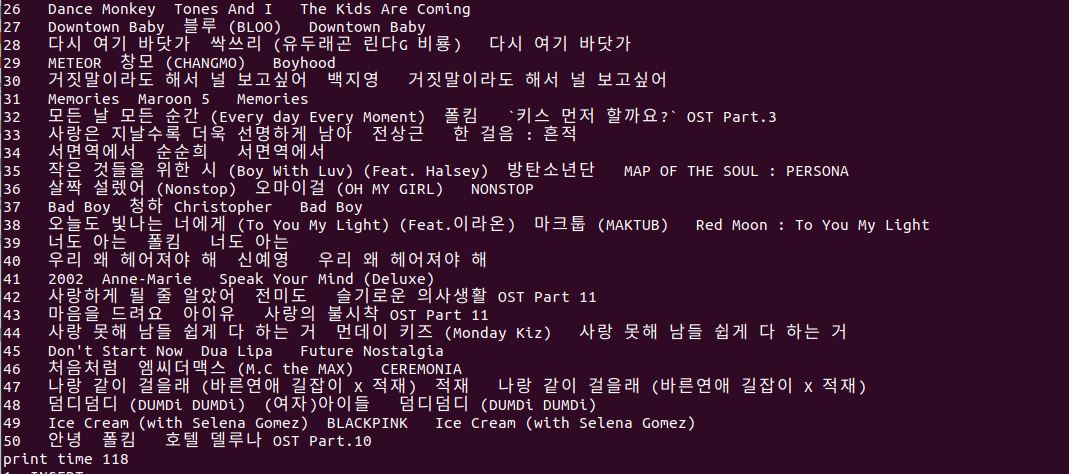 26 Dance Monkey Tones And I The Kids Are Coming
27 Downtown Baby 블루 (BLOO) Downtown Baby
28 다시 여기 바닷가 싹쓰리 (유두래곤 린다G 비룡) 다시 여기 바닷가
29 METEOR 창모 (CHANGMO) Boyhood
30 거짓말이라도 해서 널 보고싶어 백지영 거짓말이라도 해서 널 보고싶어
31 Memories Maroon 5 Memories
32 모든 날 모든 순간 (Every day Every Moment) 폴킴 `키스 먼저 할까요?` OST Part.3
33 사랑은 지날수록 더욱 선명하게 남아 전상근 한 걸음 : 흔적
34 서면역에서 순순희 서면역에서
35 작은 것들을 위한 시 (Boy With Luv) (Feat. Halsey) 방탄소년단 MAP OF THE SOUL : PERSONA
36 살짝 설렜어 (Nonstop) 오마이걸 (OH MY GIRL) NONSTOP
37 Bad Boy 청하 Christopher Bad Boy
38 오늘도 빛나는 너에게 (To You My Light) (Feat.이라온) 마크툽 (MAKTUB) Red Moon : To You My Light
39 너도 아는 폴킴 너도 아는
40 우리 왜 헤어져야 해 신예영 우리 왜 헤어져야 해
41 2002 Anne-Marie Speak Your Mind (Deluxe)
42 사랑하게 될 줄 알았어 전미도 슬기로운 의사생활 OST Part 11
43 마음을 드려요 아이유 사랑의 불시착 OST Part 11
44 사랑 못해 남들 쉽게 다 하는 거 먼데이 키즈 (Monday Kiz) 사랑 못해 남들 쉽게 다 하는 거
45 Don't Start Now Dua Lipa Future Nostalgia
46 처음처럼 엠씨더맥스 (M.C the MAX) CEREMONIA
47 나랑 같이 걸을래 (바른연애 길잡이 X 적재) 적재 나랑 같이 걸을래 (바른연애 길잡이 X 적재)
48 덤디덤디 (DUMDi DUMDi) (여자)아이들 덤디덤디 (DUMDi DUMDi)
49 Ice Cream (with Selena Gomez) BLACKPINK Ice Cream (with Selena Gomez)
50 안녕 폴킴 호텔 델루나 OST Part.10
print time 118